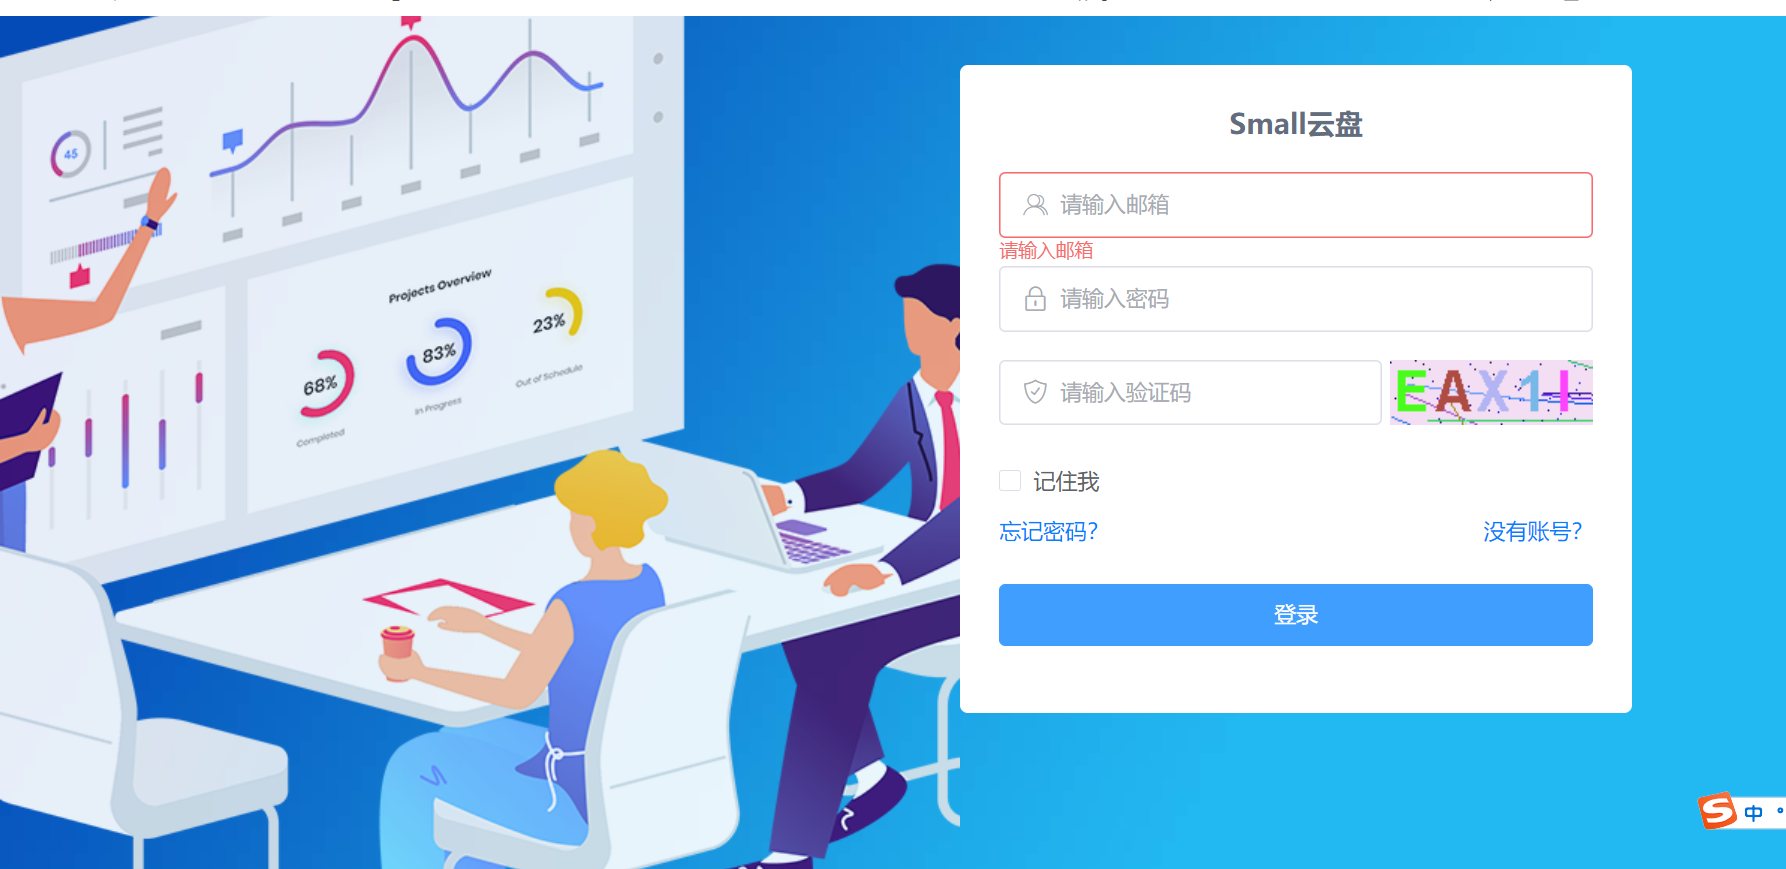 45
Projects Overview
68%
83%
23%
Completed
In Progress
Out of Schedule
Small云盘
请输入邮箱
请输入邮箱
请输入密码
请输入验证码
EAX1I
记住我
忘记密码?
没有账号?
登录
S中